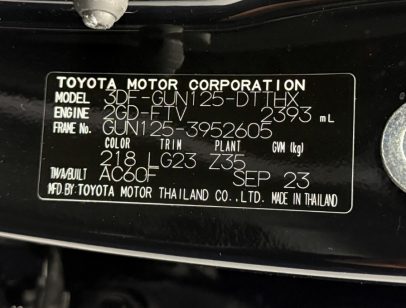 TOYOTA MOTOR CORPORATION
MODEL 3DF-GUN125-DTTHX
ENGINE 2GD-FTV 2393 mL
FRAME No. GUN125-3952605
COLOR TRIM PLANT GVM (kg)
218 LG23 Z35
T/M/A/BUILT AC60F SEP 23
MFD.BY:TOYOTA MOTOR THAILAND CO.,LTD. MADE IN THAILAND